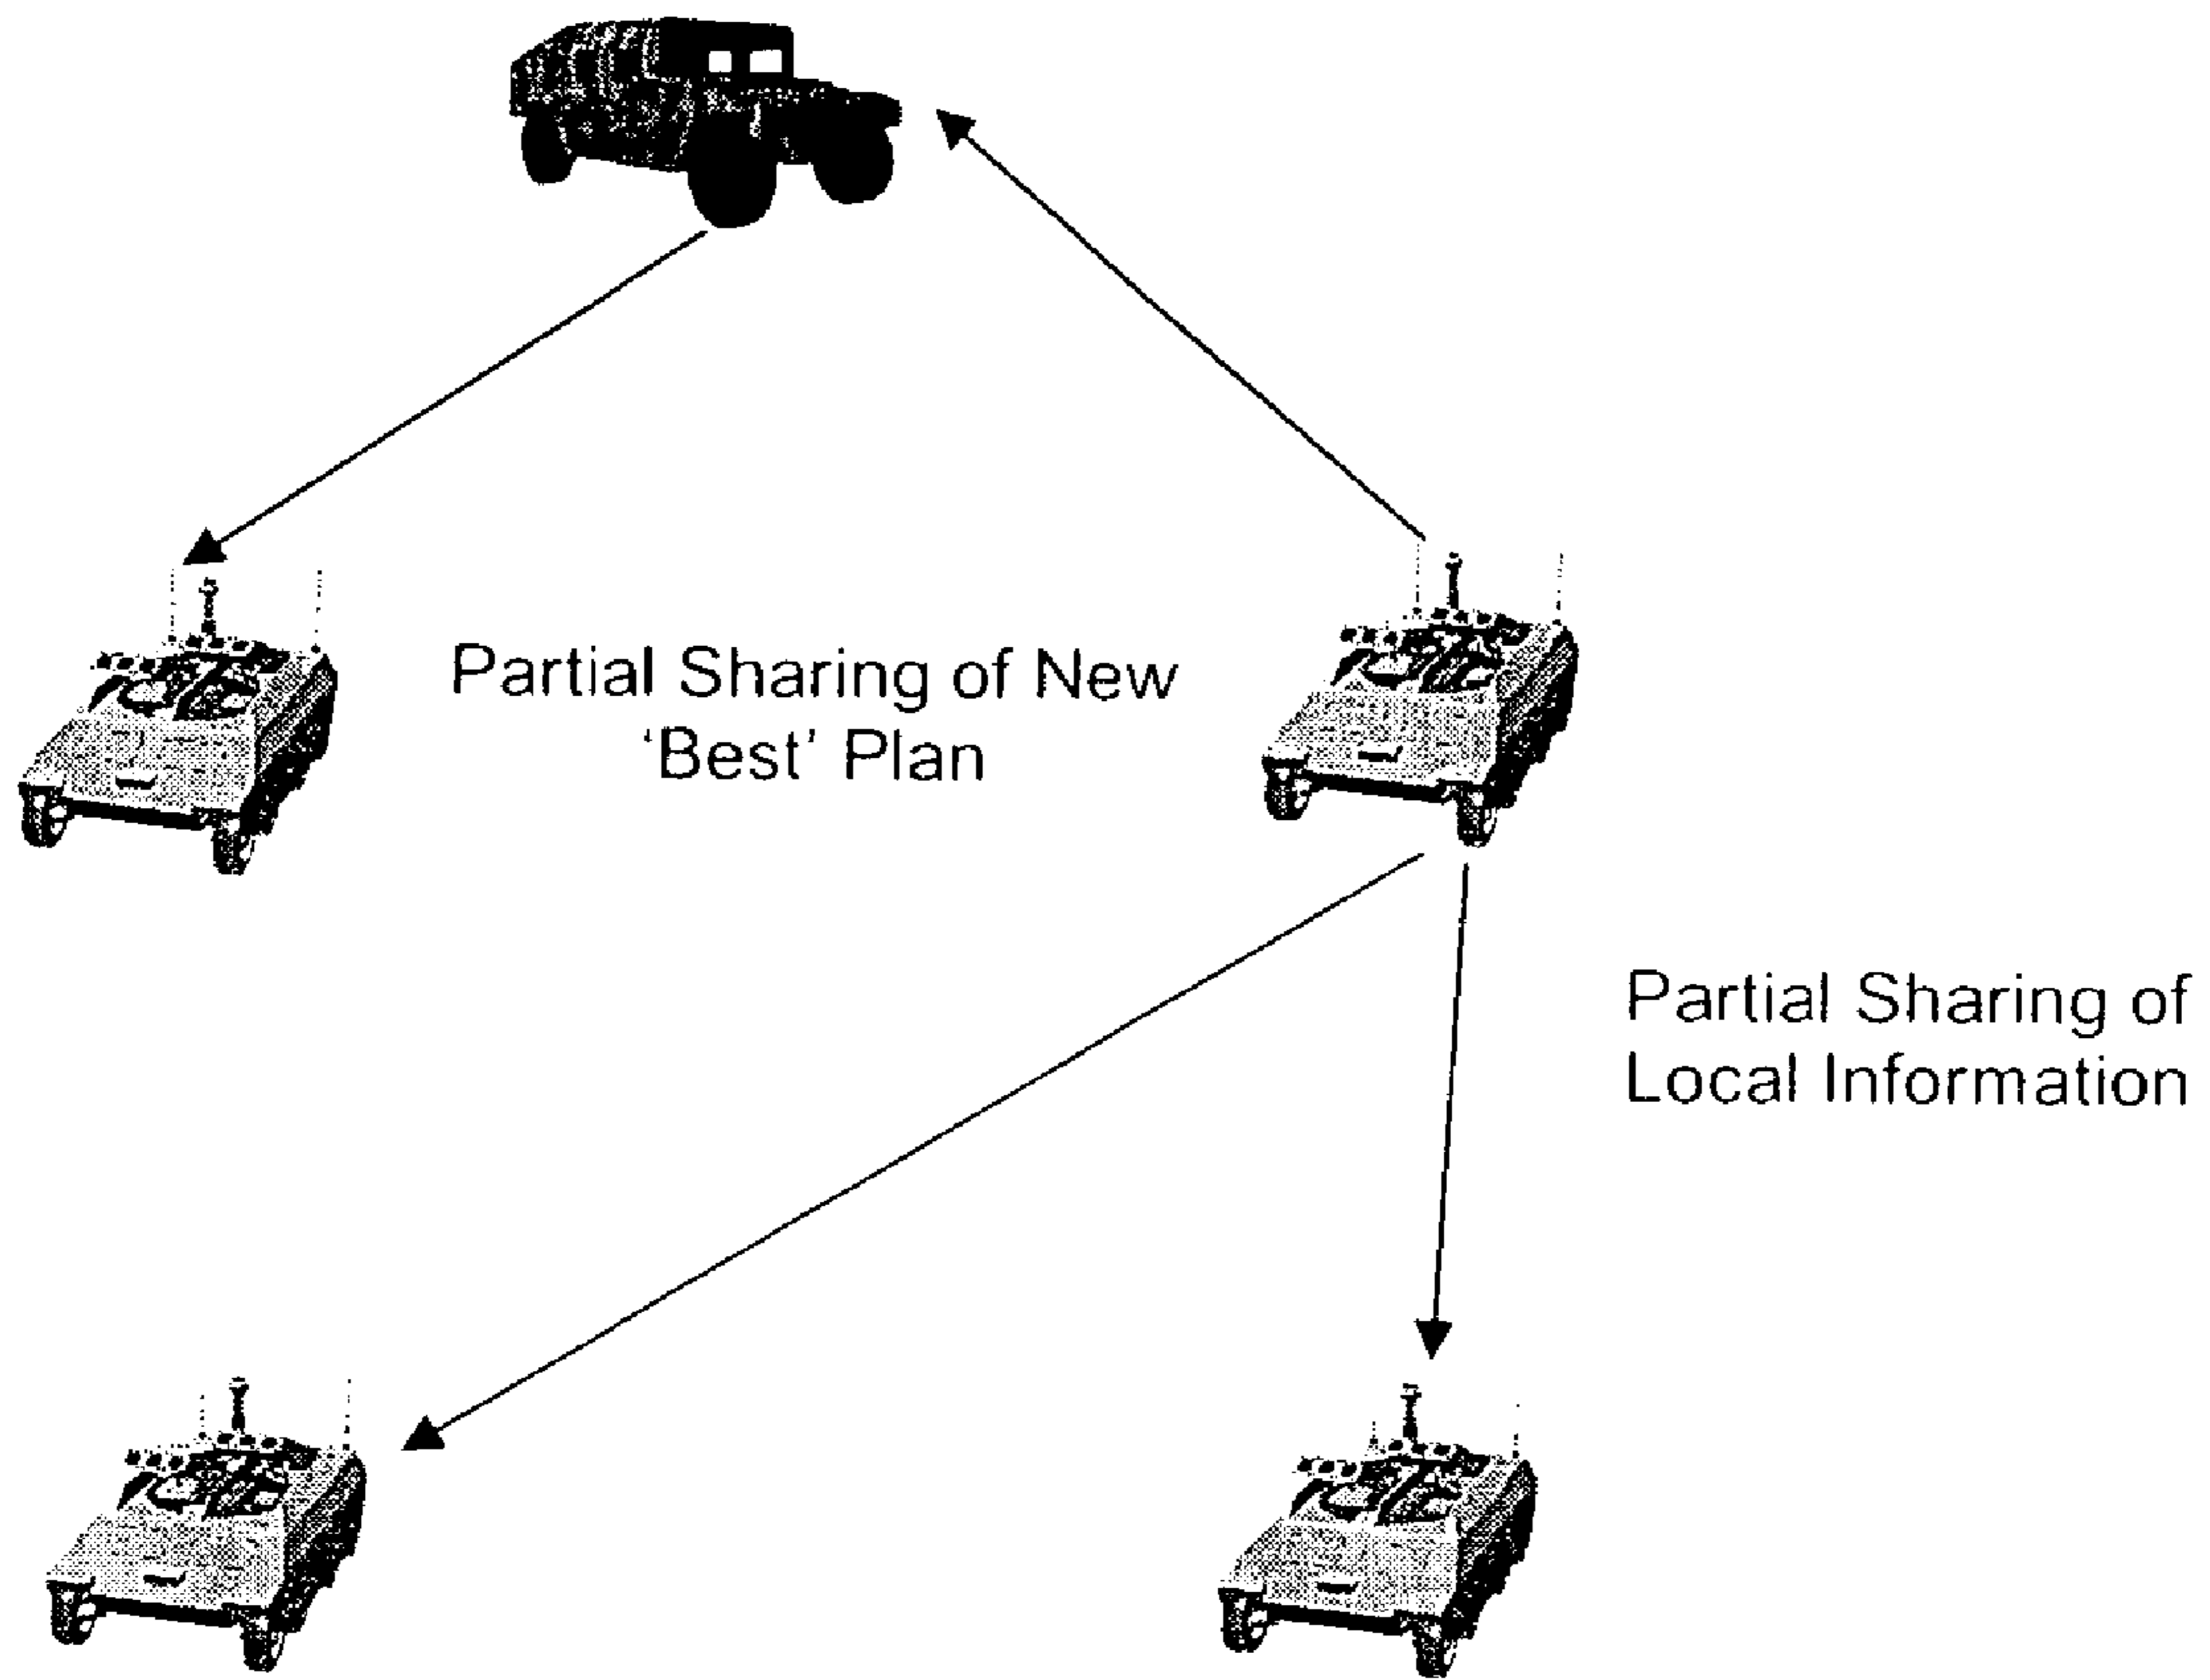 Partial Sharing of New
‘Best’ Plan
Partial Sharing of
Local Information